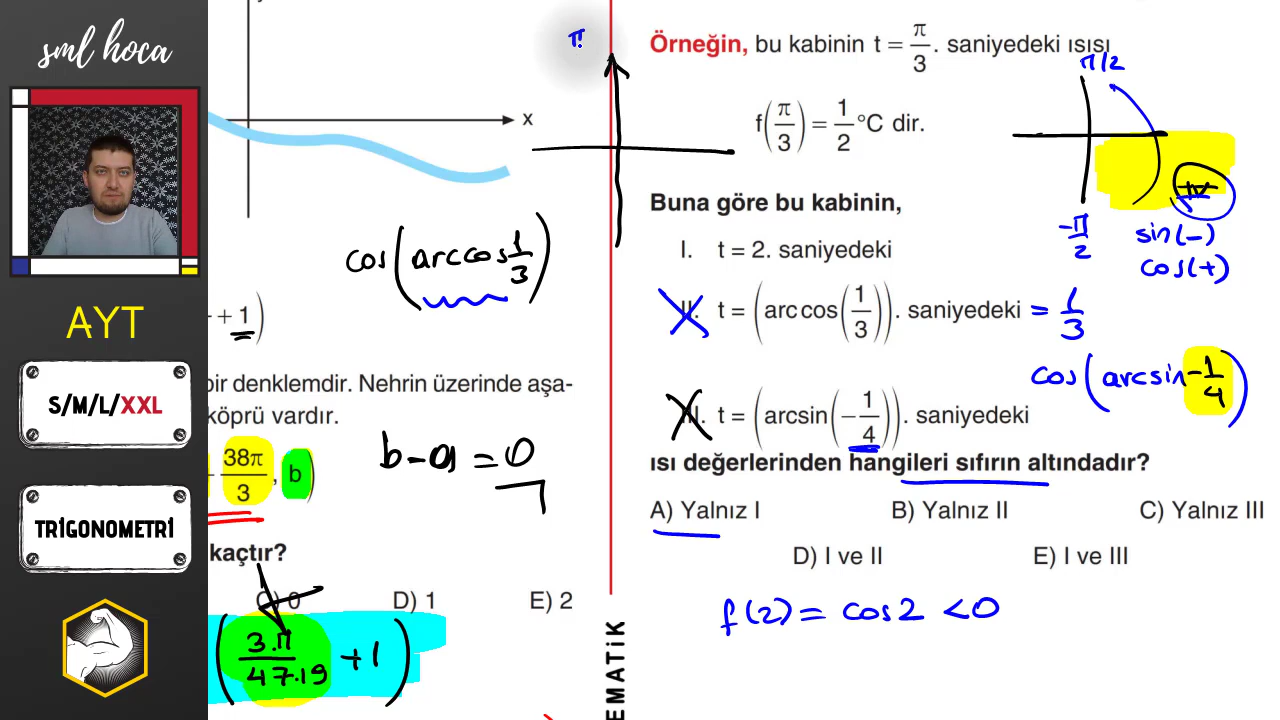 sml hoca
AYT
S/M/L/XXL
TRİGONOMETRİ
x
cos(arccos 1/3)
+ 1)
bir denklemdir. Nehrin üzerinde aşa-
köprü vardır.
38π/3, b)
b-a = 0
kaçtır?
C) 0 D) 1 E) 2
(3.π/47.19 + 1)
EMATİK
π
Örneğin, bu kabinin t = π/3. saniyedeki ısısı
f(π/3) = 1/2 °C dir.
Buna göre bu kabinin,
I. t = 2. saniyedeki
II. t = (arc cos(1/3)). saniyedeki = 1/3
III. t = (arcsin(-1/4)). saniyedeki
ısı değerlerinden hangileri sıfırın altındadır?
A) Yalnız I B) Yalnız II C) Yalnız III
D) I ve II E) I ve III
f(2) = cos2 < 0
π/2
-π/2
sin(-)
cos(+)
cos(arcsin -1/4)